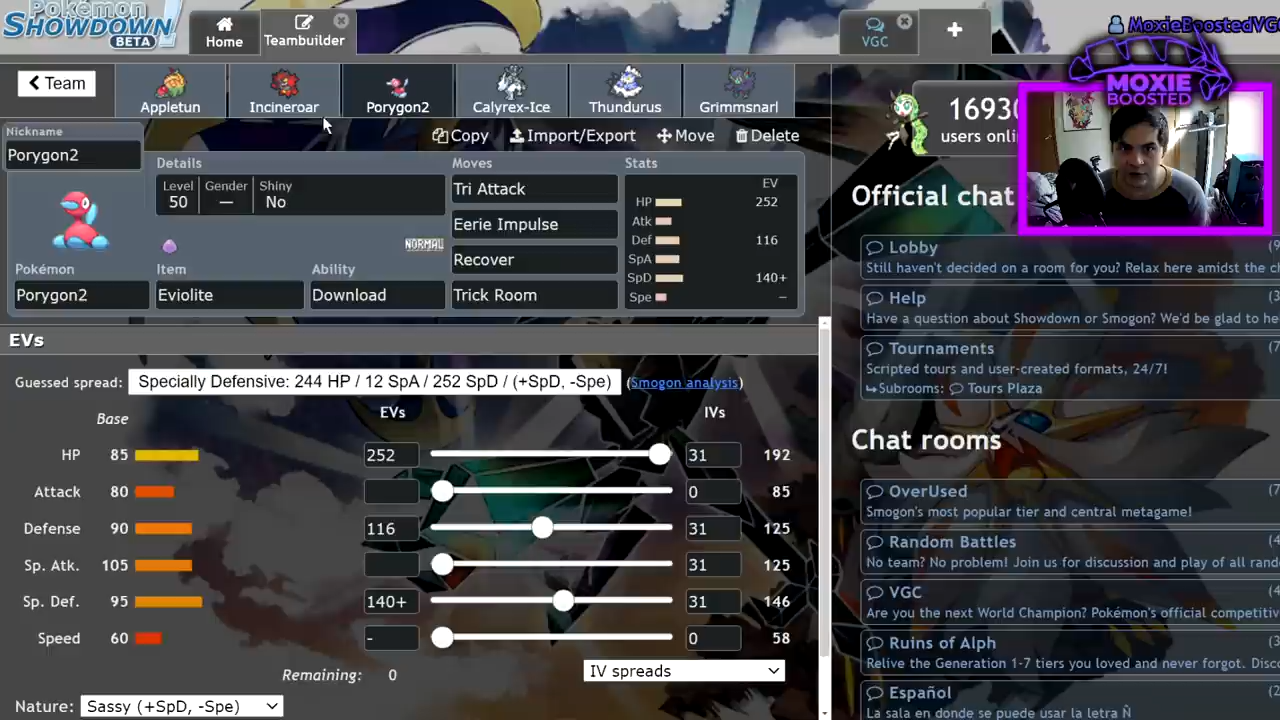 Pokémon
SHOWDOWN!
BETA
Home
Teambuilder
VGC
MoxieBoostedVGC
Team
Appletun
Incineroar
Porygon2
Calyrex-Ice
Thundurus
Grimmsnarl
MOXIE
BOOSTED
16930
users onli
Copy
Import/Export
Move
Delete
Nickname
Porygon2
Details
Level
50
Gender
—
Shiny
No
NORMAL
Pokémon
Porygon2
Item
Eviolite
Ability
Download
Moves
Tri Attack
Eerie Impulse
Recover
Trick Room
Stats
EV
HP 252
Atk
Def 116
SpA
SpD 140+
Spe –
EVs
Guessed spread: Specially Defensive: 244 HP / 12 SpA / 252 SpD / (+SpD, -Spe) (Smogon analysis)
Base EVs IVs
HP 85 252 31 192
Attack 80 0 85
Defense 90 116 31 125
Sp. Atk. 105 31 125
Sp. Def. 95 140+ 31 146
Speed 60 - 0 58
Remaining: 0
IV spreads
Nature: Sassy (+SpD, -Spe)
Official chat
Lobby (9
Still haven't decided on a room for you? Relax here amidst the ch
Help (3
Have a question about Showdown or Smogon? We'd be glad to he
Tournaments (7
Scripted tours and user-created formats, 24/7!
Subrooms: Tours Plaza
Chat rooms
OverUsed (7
Smogon's most popular tier and central metagame!
Random Battles (4
No team? No problem! Join us for discussion and play of all rand
VGC (4
Are you the next World Champion? Pokémon's official competitiv
Ruins of Alph (3
Relive the Generation 1-7 tiers you loved and never forgot. Disc
Español (2
La sala en donde se puede usar la letra Ñ